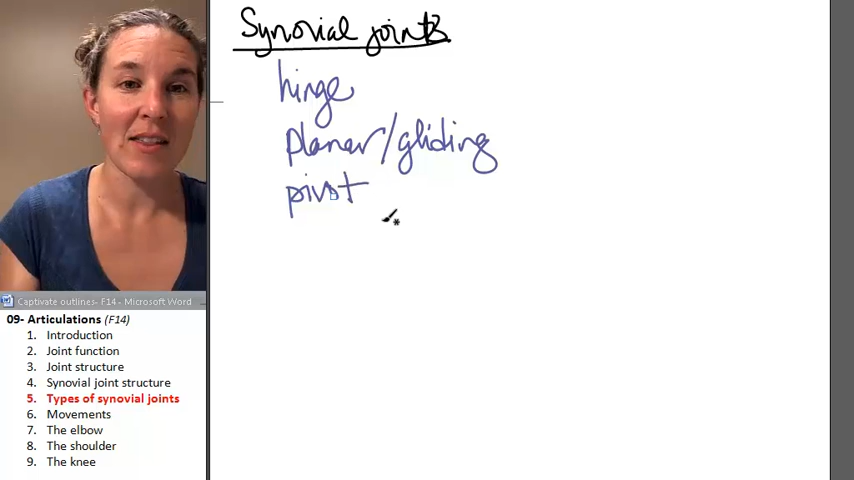 Synovial joints
hinge
planar/gliding
pivot
Captivate outlines- F14 - Microsoft Word
09- Articulations (F14)
1. Introduction
2. Joint function
3. Joint structure
4. Synovial joint structure
5. Types of synovial joints
6. Movements
7. The elbow
8. The shoulder
9. The knee